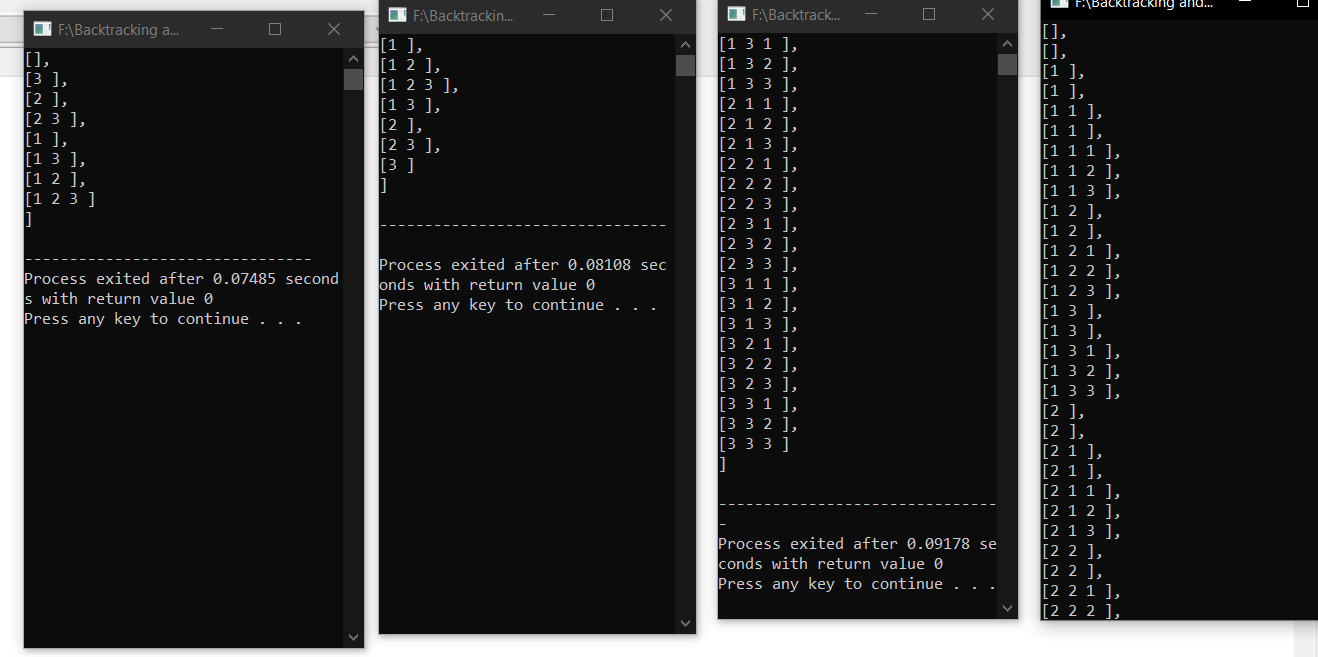 F:\Backtracking a...
[],
[3 ],
[2 ],
[2 3 ],
[1 ],
[1 3 ],
[1 2 ],
[1 2 3 ]
]
--------------------------------
Process exited after 0.07485 second
s with return value 0
Press any key to continue . . .
F:\Backtrackin...
[1 ],
[1 2 ],
[1 2 3 ],
[1 3 ],
[2 ],
[2 3 ],
[3 ]
]
--------------------------------
Process exited after 0.08108 sec
onds with return value 0
Press any key to continue . . .
F:\Backtrack...
[1 3 1 ],
[1 3 2 ],
[1 3 3 ],
[2 1 1 ],
[2 1 2 ],
[2 1 3 ],
[2 2 1 ],
[2 2 2 ],
[2 2 3 ],
[2 3 1 ],
[2 3 2 ],
[2 3 3 ],
[3 1 1 ],
[3 1 2 ],
[3 1 3 ],
[3 2 1 ],
[3 2 2 ],
[3 2 3 ],
[3 3 1 ],
[3 3 2 ],
[3 3 3 ]
]
-------------------------------
-
Process exited after 0.09178 se
conds with return value 0
Press any key to continue . . .
F:\Backtracking and...
[],
[],
[1 ],
[1 ],
[1 1 ],
[1 1 ],
[1 1 1 ],
[1 1 2 ],
[1 1 3 ],
[1 2 ],
[1 2 ],
[1 2 1 ],
[1 2 2 ],
[1 2 3 ],
[1 3 ],
[1 3 ],
[1 3 1 ],
[1 3 2 ],
[1 3 3 ],
[2 ],
[2 ],
[2 1 ],
[2 1 ],
[2 1 1 ],
[2 1 2 ],
[2 1 3 ],
[2 2 ],
[2 2 ],
[2 2 1 ],
[2 2 2 ],